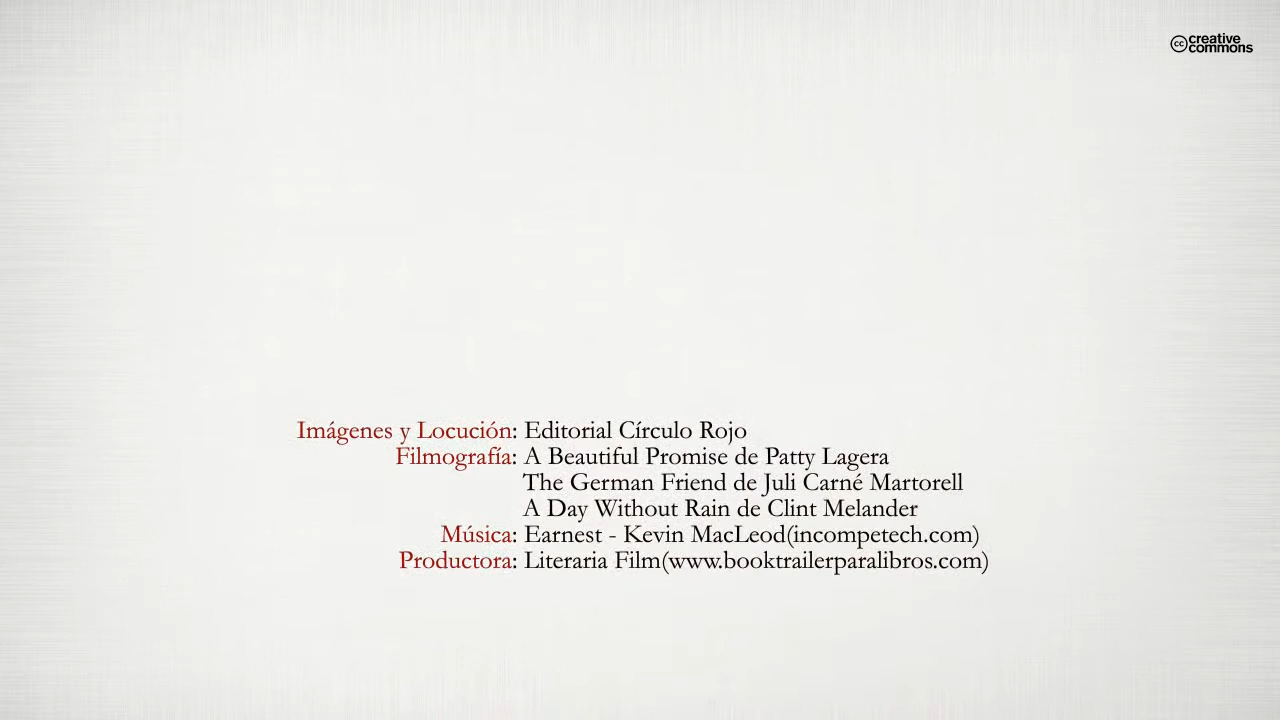 cc creative
commons
Imágenes y Locución: Editorial Círculo Rojo
Filmografía: A Beautiful Promise de Patty Lagera
The German Friend de Juli Carné Martorell
A Day Without Rain de Clint Melander
Música: Earnest - Kevin MacLeod(incompetech.com)
Productora: Literaria Film(www.booktrailerparalibros.com)